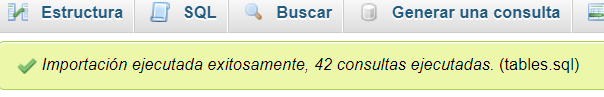 Estructura SQL Buscar Generar una consulta
Importación ejecutada exitosamente, 42 consultas ejecutadas. (tables.sql)